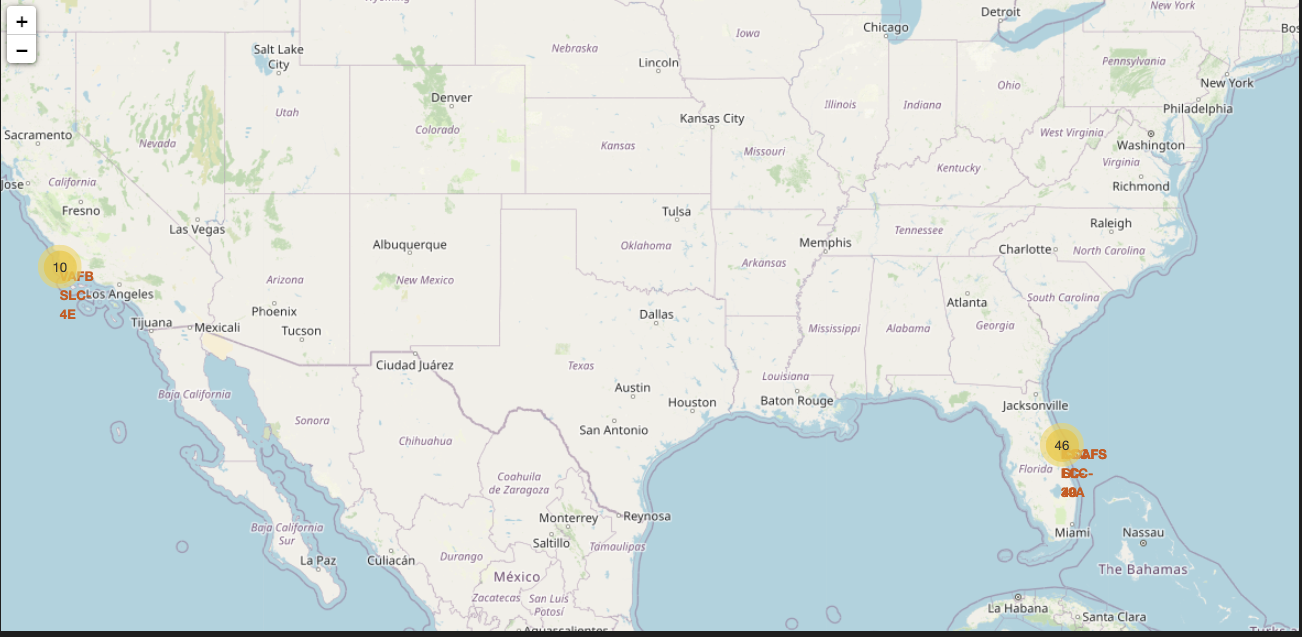 +
−
Wyoming
Chicago
Detroit
New York
Iowa
Salt Lake
City
Nebraska
Lincoln
Pennsylvania
New York
Utah
Denver
Colorado
Illinois
Indiana
Ohio
Philadelphia
Sacramento
Nevada
Kansas City
Kansas
Missouri
West Virginia
Washington
Virginia
Jose
California
Kentucky
Richmond
Fresno
Las Vegas
Tulsa
Raleigh
Albuquerque
Oklahoma
Memphis
Tennessee
Charlotte
North Carolina
10
Arizona
New Mexico
Arkansas
SLC-
4E
Los Angeles
South Carolina
Phoenix
Atlanta
Tijuana
Mexicali
Tucson
Dallas
Mississippi
Alabama
Georgia
Ciudad Juárez
Texas
Louisiana
Baja California
Austin
Houston
Baton Rouge
Jacksonville
Sonora
Chihuahua
San Antonio
46
Florida
Coahuila
de Zaragoza
Baja California
Sur
Monterrey
Reynosa
Miami
Nassau
La Paz
Culiacán
Durango
Saltillo
Tamaulipas
The Bahamas
México
Zacatecas
San Luis
Potosí
La Habana
Santa Clara
Aguascalientes